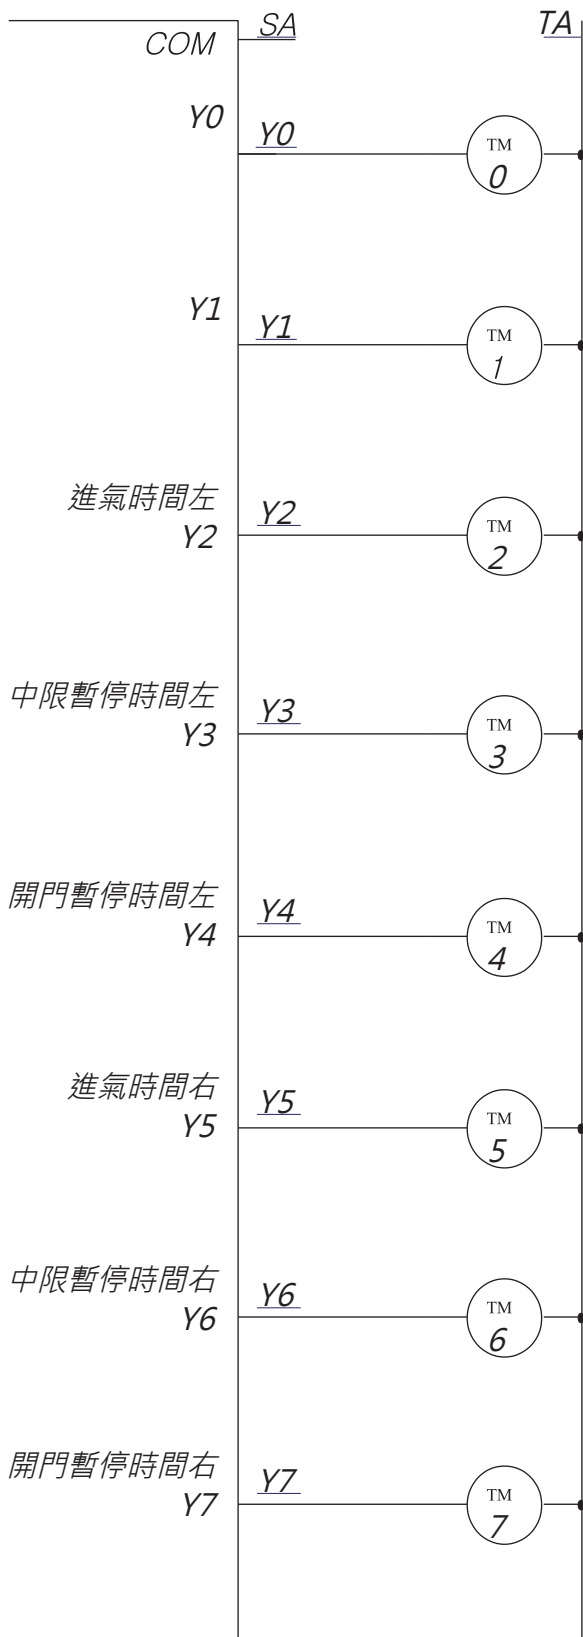 COM SA TA
Y0 Y0 TM
0
Y1 Y1 TM
1
進氣時間左
Y2 Y2 TM
2
中限暫停時間左
Y3 Y3 TM
3
開門暫停時間左
Y4 Y4 TM
4
進氣時間右
Y5 Y5 TM
5
中限暫停時間右
Y6 Y6 TM
6
開門暫停時間右
Y7 Y7 TM
7